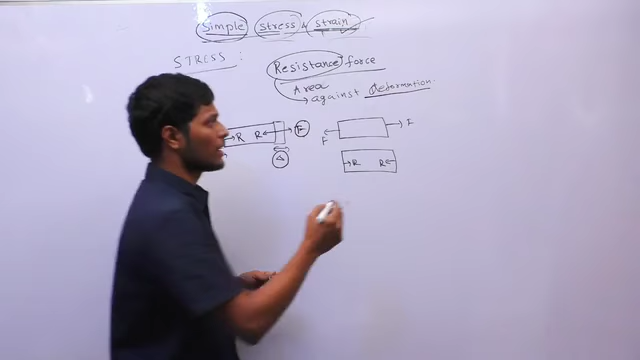 Simple stress & strain
STRESS :
Resistance force
Area
→ against deformation.
R R F
Δ
F F
R R